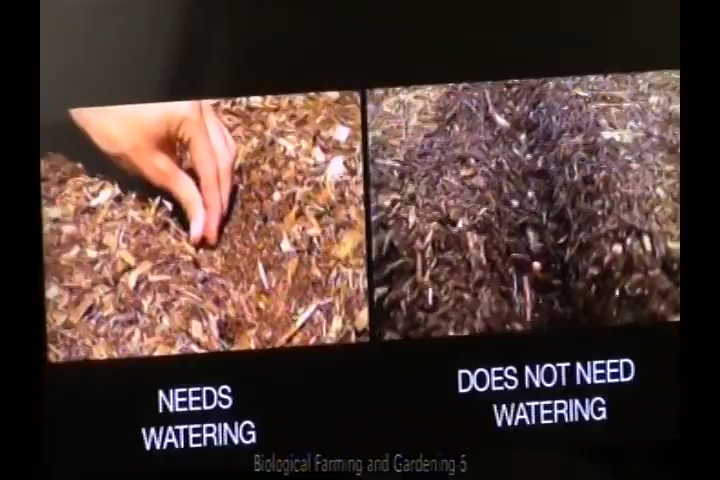 NEEDS
WATERING
DOES NOT NEED
WATERING
Biological Farming and Gardening 5